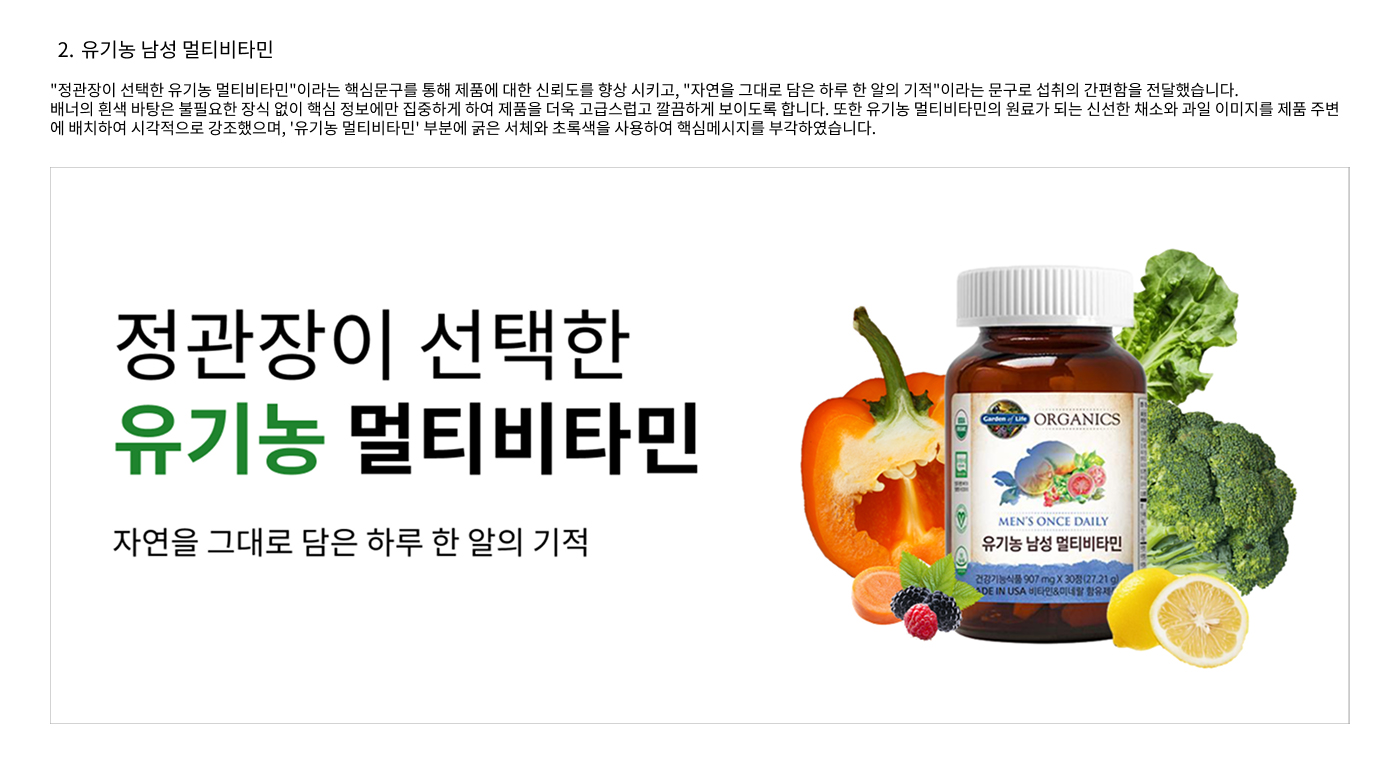 2. 유기농 남성 멀티비타민
"정관장이 선택한 유기농 멀티비타민"이라는 핵심문구를 통해 제품에 대한 신뢰도를 향상 시키고, "자연을 그대로 담은 하루 한 알의 기적"이라는 문구로 섭취의 간편함을 전달했습니다.
배너의 흰색 바탕은 불필요한 장식 없이 핵심 정보에만 집중하게 하여 제품을 더욱 고급스럽고 깔끔하게 보이도록 합니다. 또한 유기농 멀티비타민의 원료가 되는 신선한 채소와 과일 이미지를 제품 주변
에 배치하여 시각적으로 강조했으며, '유기농 멀티비타민' 부분에 굵은 서체와 초록색을 사용하여 핵심메시지를 부각하였습니다.
정관장이 선택한
유기농 멀티비타민
자연을 그대로 담은 하루 한 알의 기적
Garden of Life ORGANICS
MEN'S ONCE DAILY
유기농 남성 멀티비타민
건강기능식품 907 mg X 30정(27.21 g)
ADE IN USA 비타민&미네랄 함유제